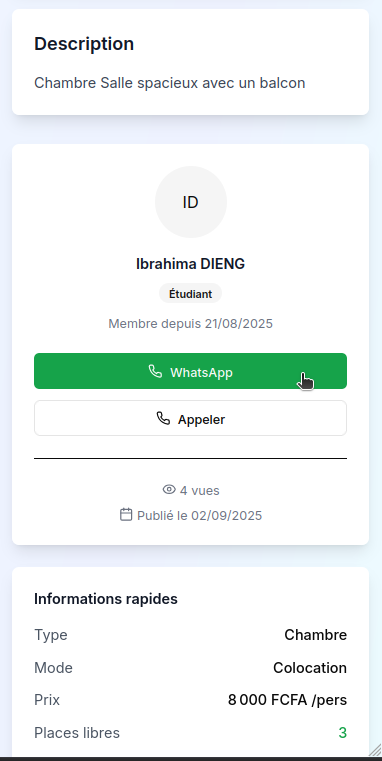 Description
Chambre Salle spacieux avec un balcon
ID
Ibrahima DIENG
Étudiant
Membre depuis 21/08/2025
WhatsApp
Appeler
4 vues
Publié le 02/09/2025
Informations rapides
Type Chambre
Mode Colocation
Prix 8 000 FCFA /pers
Places libres 3